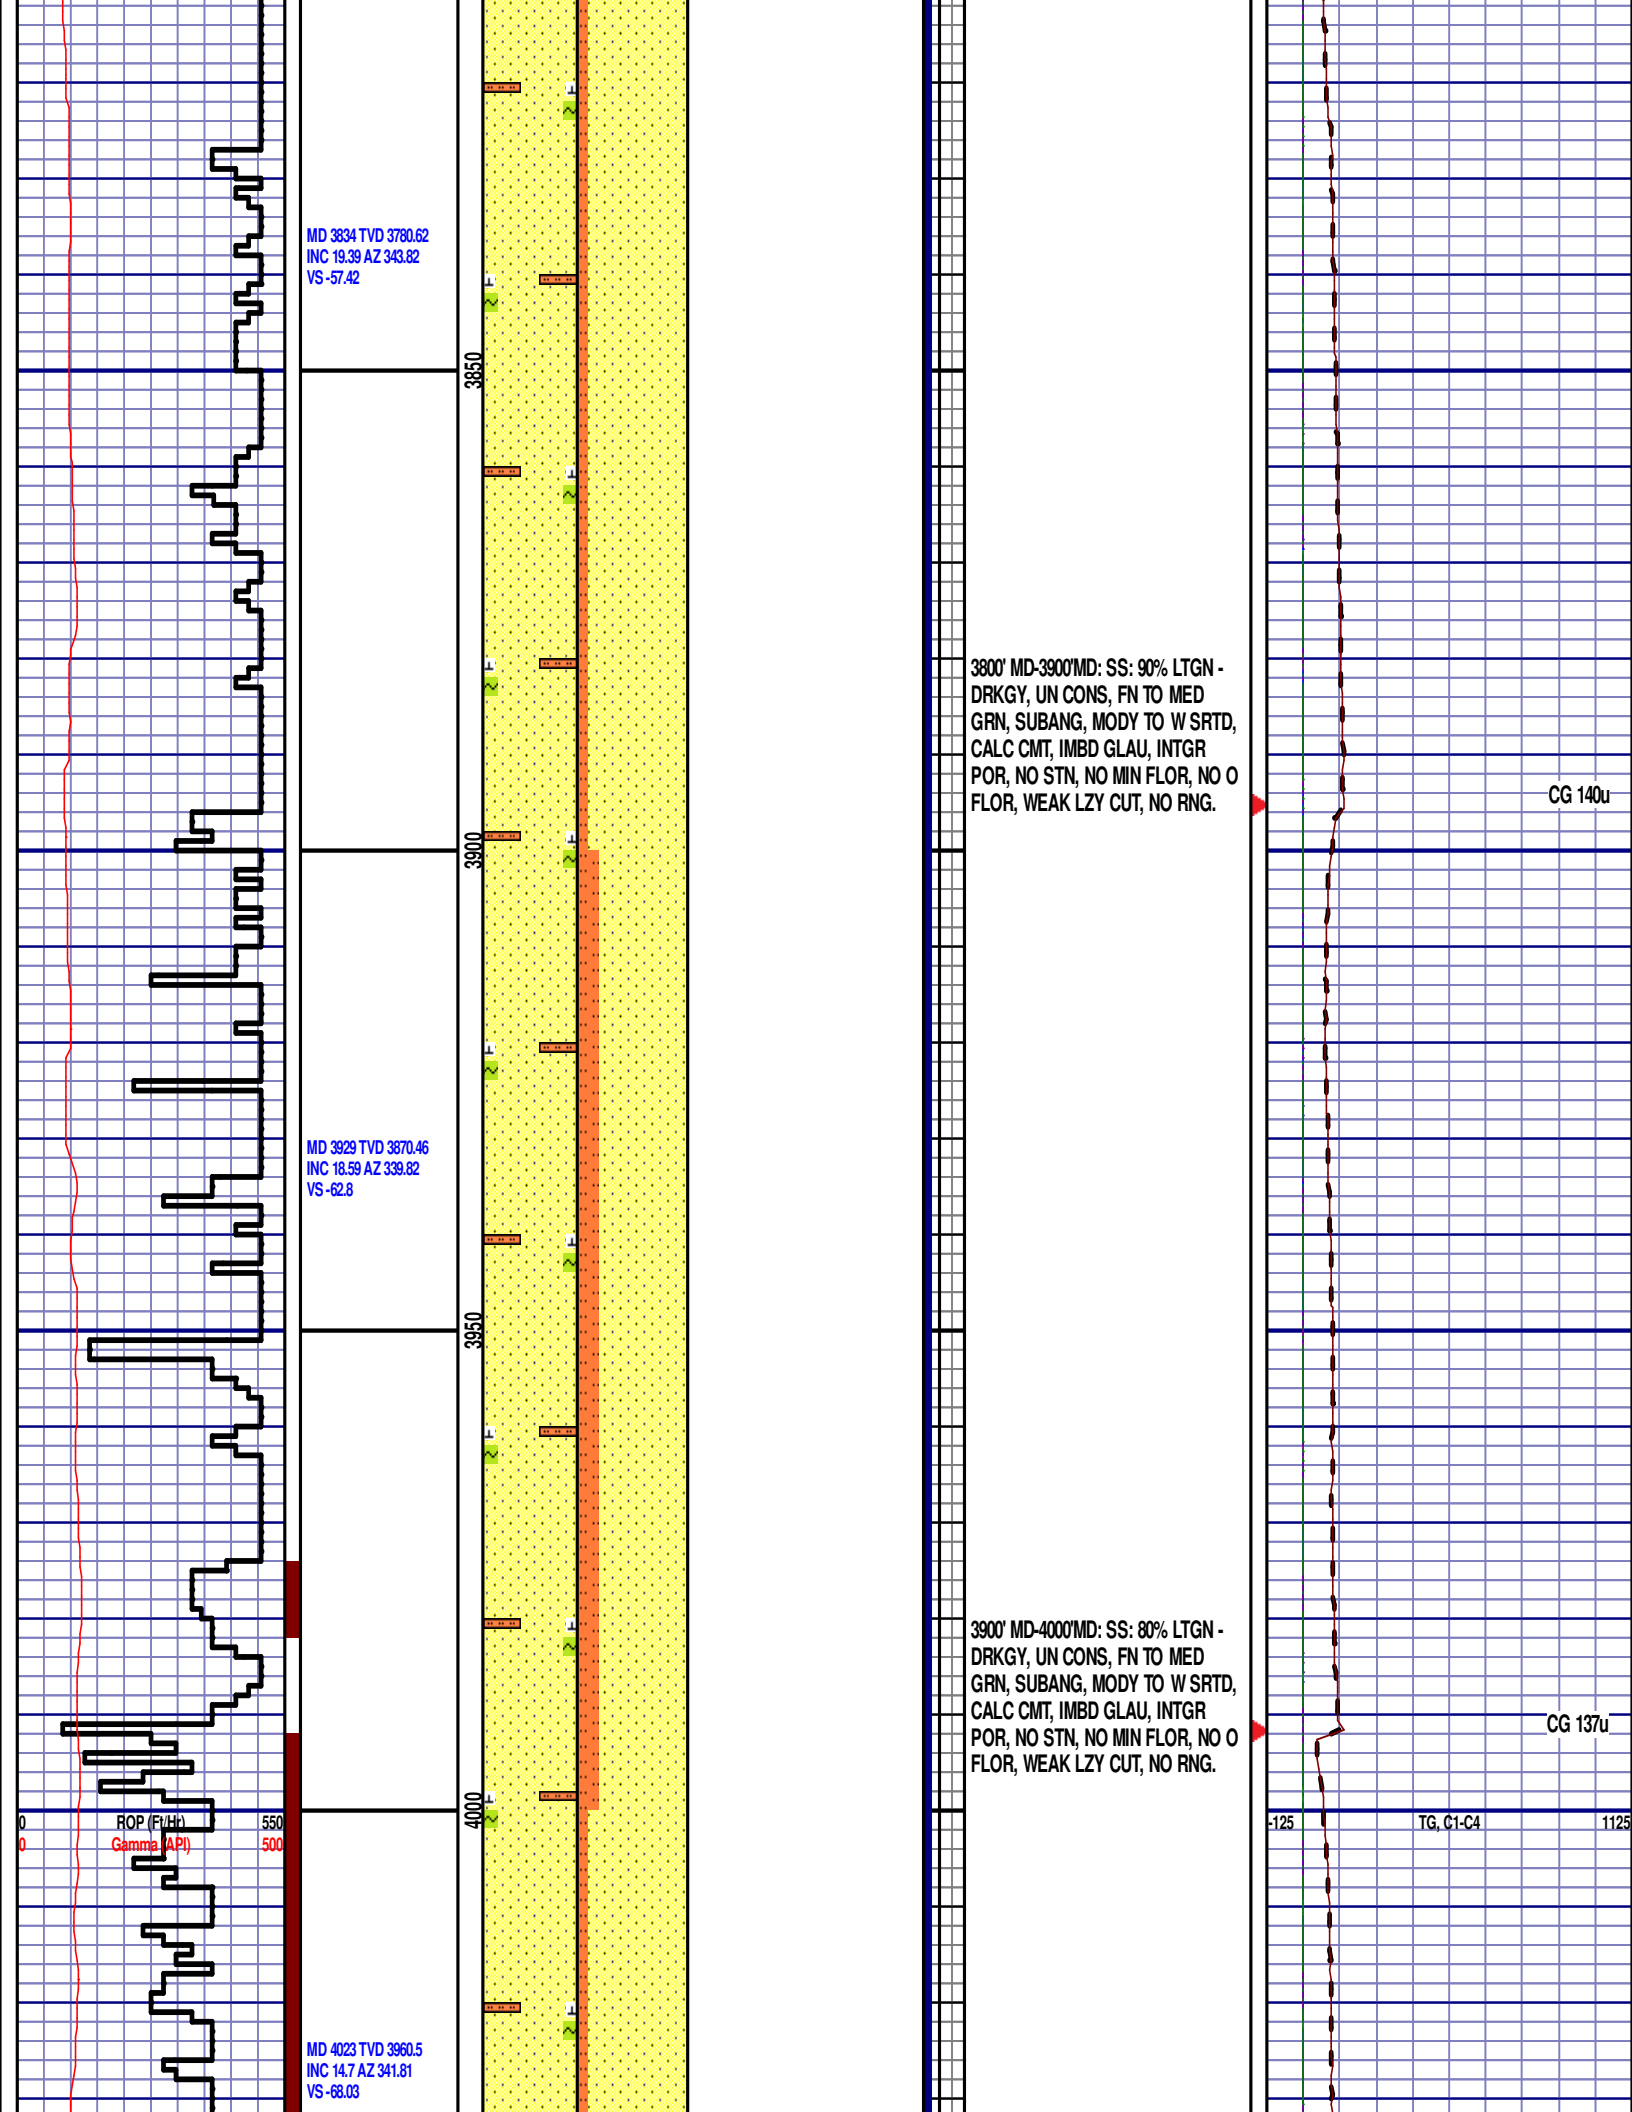 MD 3834 TVD 3780.62
INC 19.39 AZ 343.82
VS -57.42
3850
3800' MD-3900'MD: SS: 90% LTGN -
DRKGY, UN CONS, FN TO MED
GRN, SUBANG, MODY TO W SRTD,
CALC CMT, IMBD GLAU, INTGR
POR, NO STN, NO MIN FLOR, NO O
FLOR, WEAK LZY CUT, NO RNG.
CG 140u
3900
MD 3929 TVD 3870.46
INC 18.59 AZ 339.82
VS -62.8
3950
3900' MD-4000'MD: SS: 80% LTGN -
DRKGY, UN CONS, FN TO MED
GRN, SUBANG, MODY TO W SRTD,
CALC CMT, IMBD GLAU, INTGR
POR, NO STN, NO MIN FLOR, NO O
FLOR, WEAK LZY CUT, NO RNG.
CG 137u
4000
0 ROP (Ft/Hr) 550
0 Gamma (API) 500
-125 TG, C1-C4 1125
MD 4023 TVD 3960.5
INC 14.7 AZ 341.81
VS -68.03